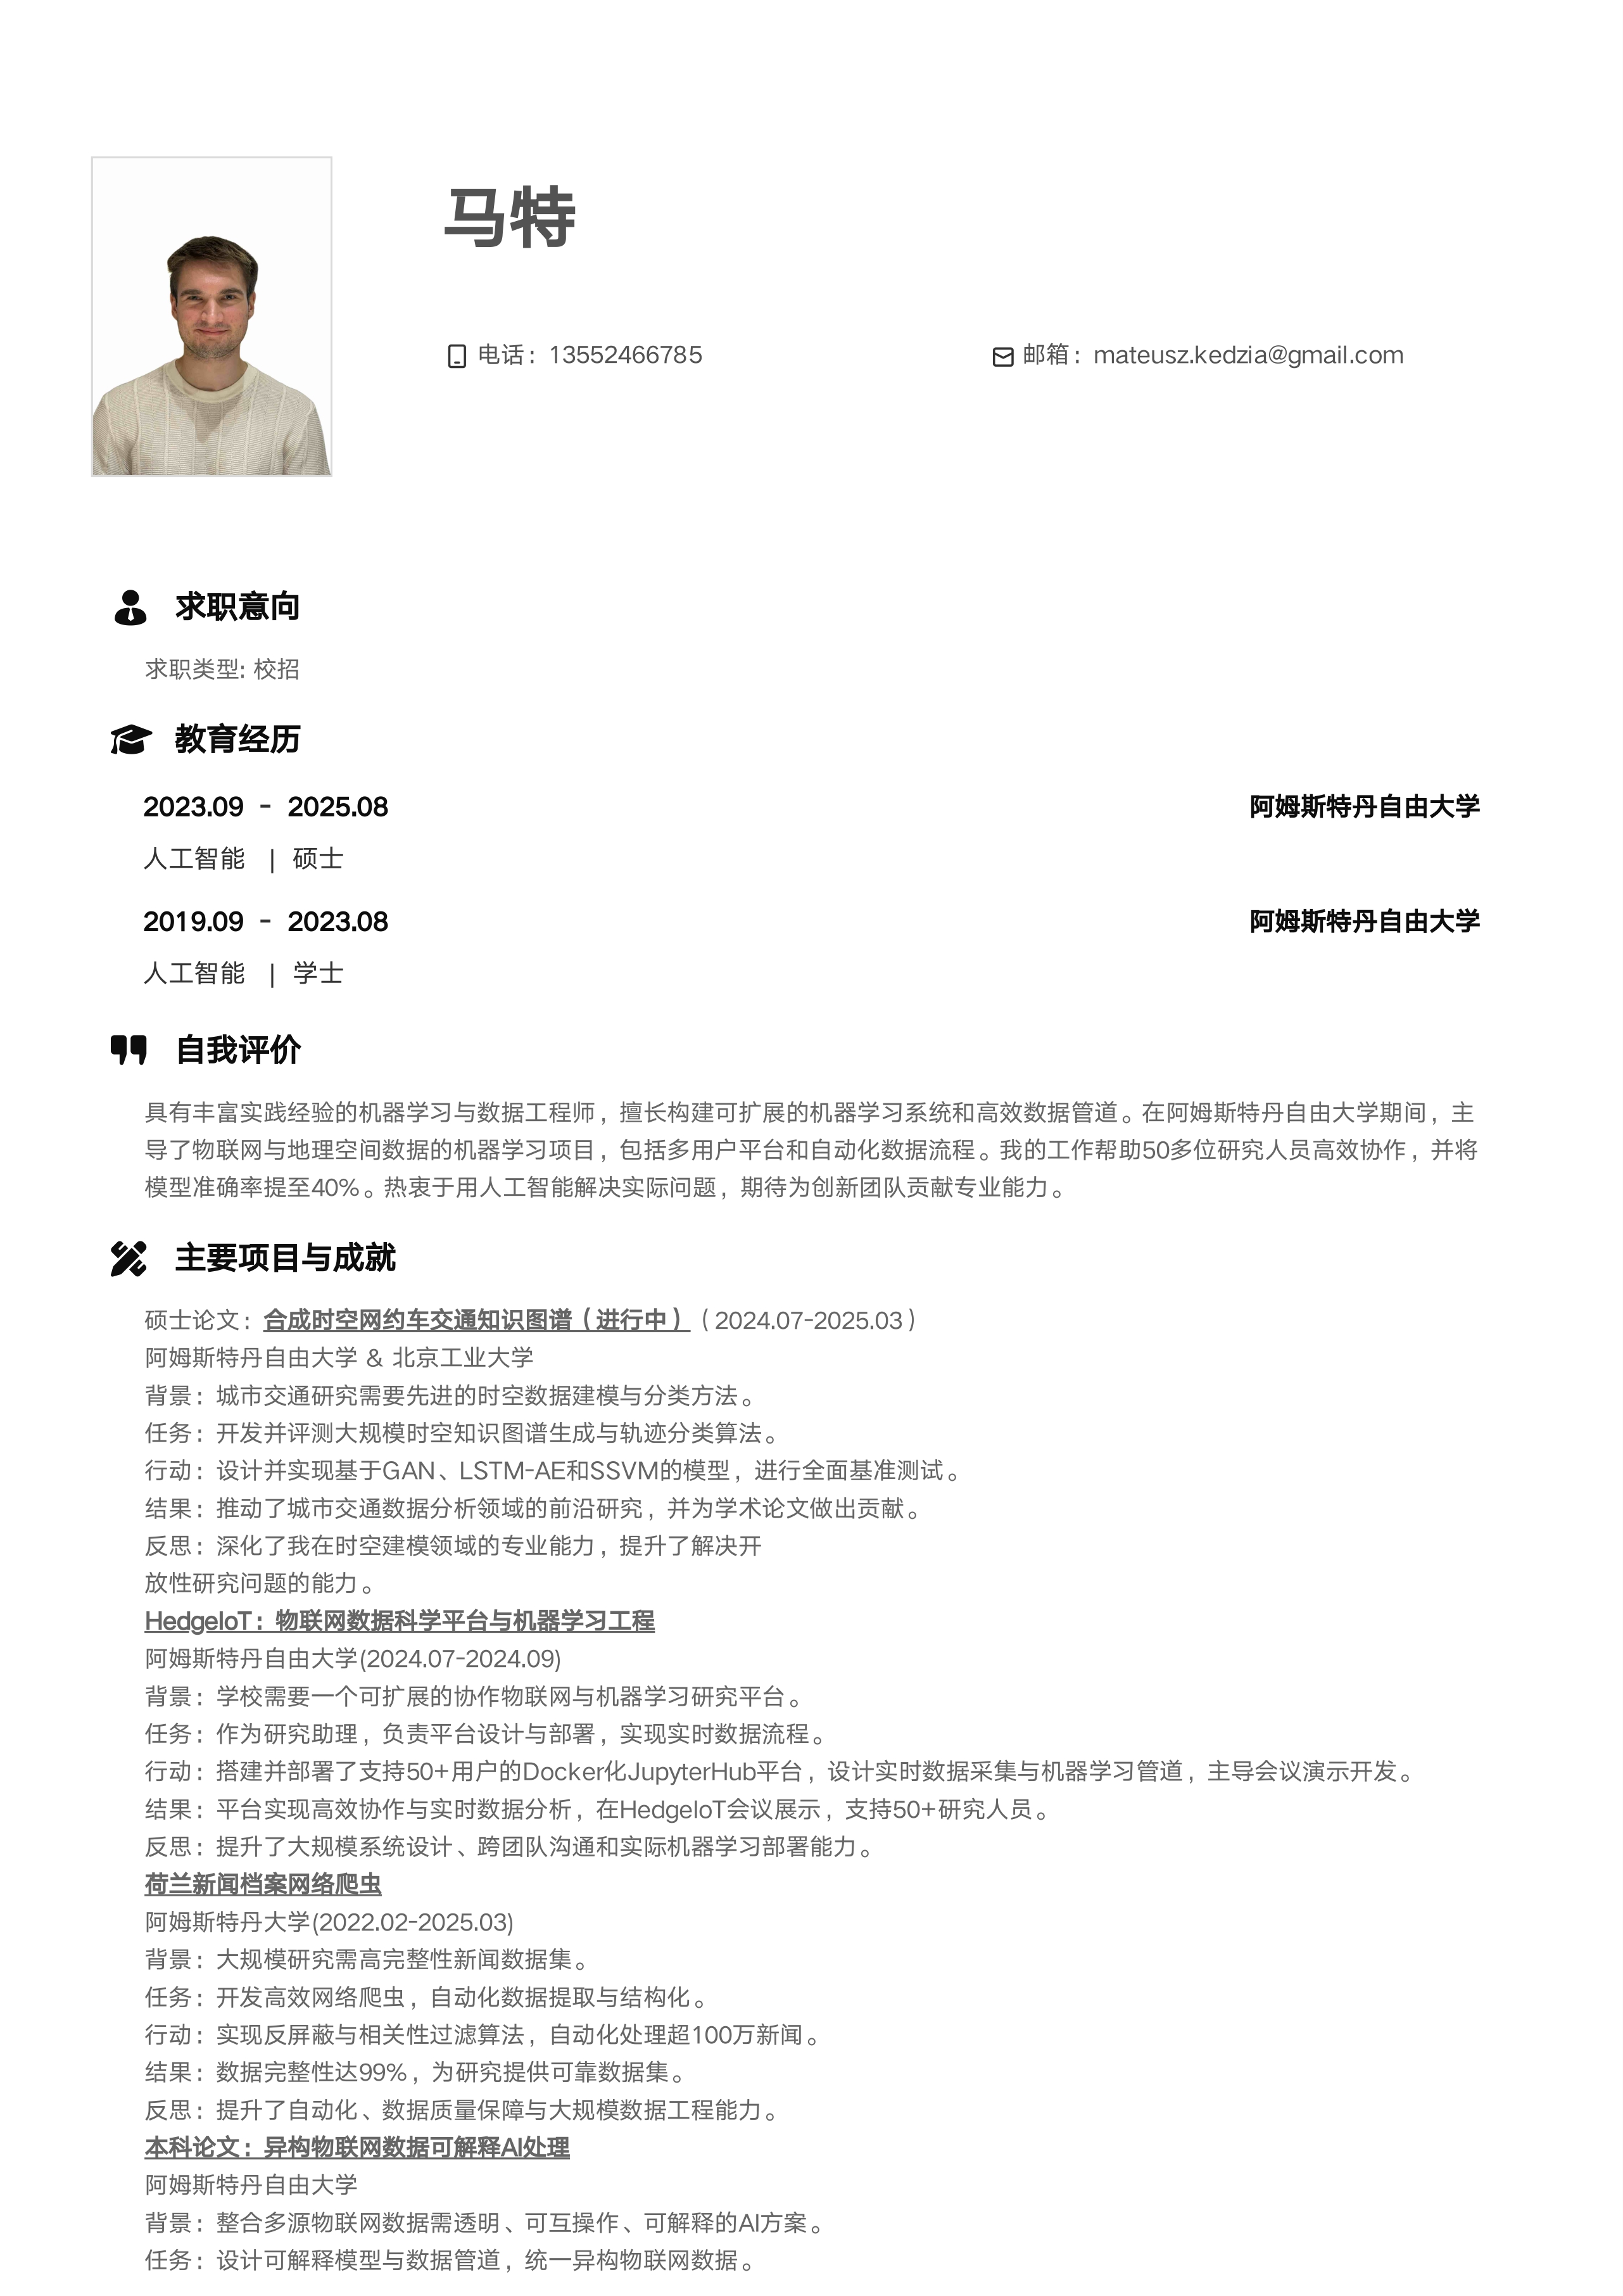 马特
电话：13552466785
邮箱：mateusz.kedzia@gmail.com
求职意向
求职类型: 校招
教育经历
2023.09 - 2025.08 阿姆斯特丹自由大学
人工智能 | 硕士
2019.09 - 2023.08 阿姆斯特丹自由大学
人工智能 | 学士
自我评价
具有丰富实践经验的机器学习与数据工程师，擅长构建可扩展的机器学习系统和高效数据管道。在阿姆斯特丹自由大学期间，主
导了物联网与地理空间数据的机器学习项目，包括多用户平台和自动化数据流程。我的工作帮助50多位研究人员高效协作，并将
模型准确率提至40%。热衷于用人工智能解决实际问题，期待为创新团队贡献专业能力。
主要项目与成就
硕士论文：合成时空网约车交通知识图谱（进行中）（2024.07-2025.03）
阿姆斯特丹自由大学 & 北京工业大学
背景：城市交通研究需要先进的时空数据建模与分类方法。
任务：开发并评测大规模时空知识图谱生成与轨迹分类算法。
行动：设计并实现基于GAN、LSTM-AE和SSVM的模型，进行全面基准测试。
结果：推动了城市交通数据分析领域的前沿研究，并为学术论文做出贡献。
反思：深化了我在时空建模领域的专业能力，提升了解决开
放性研究问题的能力。
HedgeIoT：物联网数据科学平台与机器学习工程
阿姆斯特丹自由大学(2024.07-2024.09)
背景：学校需要一个可扩展的协作物联网与机器学习研究平台。
任务：作为研究助理，负责平台设计与部署，实现实时数据流程。
行动：搭建并部署了支持50+用户的Docker化JupyterHub平台，设计实时数据采集与机器学习管道，主导会议演示开发。
结果：平台实现高效协作与实时数据分析，在HedgeIoT会议展示，支持50+研究人员。
反思：提升了大规模系统设计、跨团队沟通和实际机器学习部署能力。
荷兰新闻档案网络爬虫
阿姆斯特丹大学(2022.02-2025.03)
背景：大规模研究需高完整性新闻数据集。
任务：开发高效网络爬虫，自动化数据提取与结构化。
行动：实现反屏蔽与相关性过滤算法，自动化处理超100万新闻。
结果：数据完整性达99%，为研究提供可靠数据集。
反思：提升了自动化、数据质量保障与大规模数据工程能力。
本科论文：异构物联网数据可解释AI处理
阿姆斯特丹自由大学
背景：整合多源物联网数据需透明、可互操作、可解释的AI方案。
任务：设计可解释模型与数据管道，统一异构物联网数据。